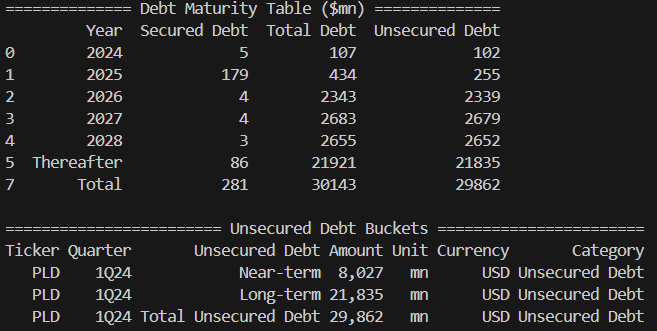 ============== Debt Maturity Table ($mn) ==============
Year Secured Debt Total Debt Unsecured Debt
0 2024 5 107 102
1 2025 179 434 255
2 2026 4 2343 2339
3 2027 4 2683 2679
4 2028 3 2655 2652
5 Thereafter 86 21921 21835
7 Total 281 30143 29862
======================== Unsecured Debt Buckets =======================
Ticker Quarter Unsecured Debt Amount Unit Currency Category
PLD 1Q24 Near-term 8,027 mn USD Unsecured Debt
PLD 1Q24 Long-term 21,835 mn USD Unsecured Debt
PLD 1Q24 Total Unsecured Debt 29,862 mn USD Unsecured Debt